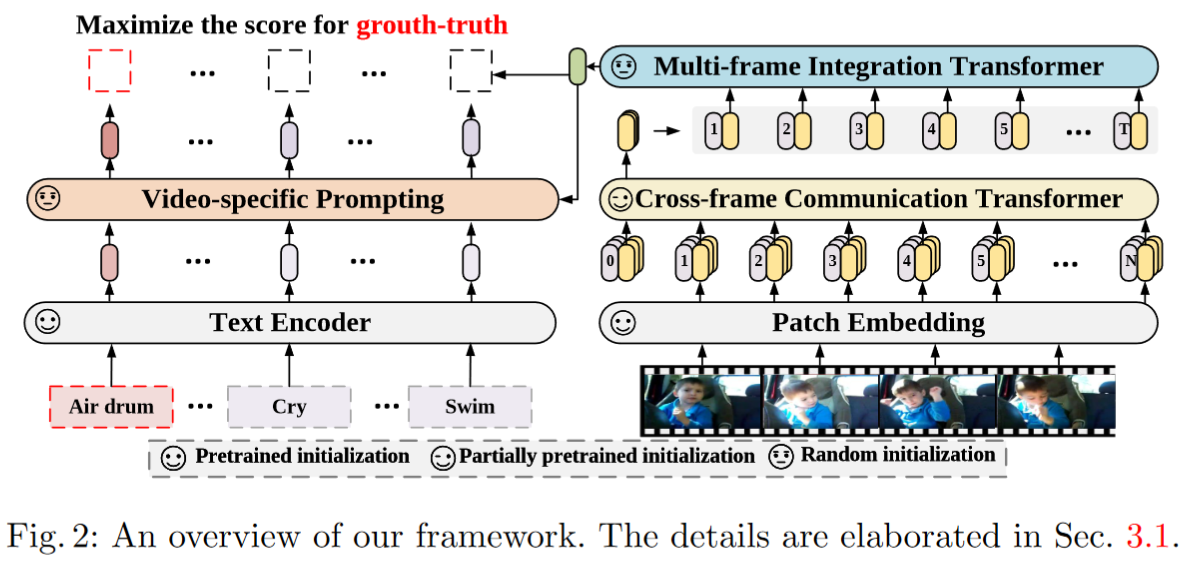 Maximize the score for grouth-truth
... ...
Multi-frame Integration Transformer
... ...
1 2 3 4 5 ... T
Video-specific Prompting
Cross-frame Communication Transformer
... ...
0 1 2 3 4 5 ... N
Text Encoder
Patch Embedding
Air drum ... Cry ... Swim
Pretrained initialization Partially pretrained initialization Random initialization
Fig. 2: An overview of our framework. The details are elaborated in Sec. 3.1.